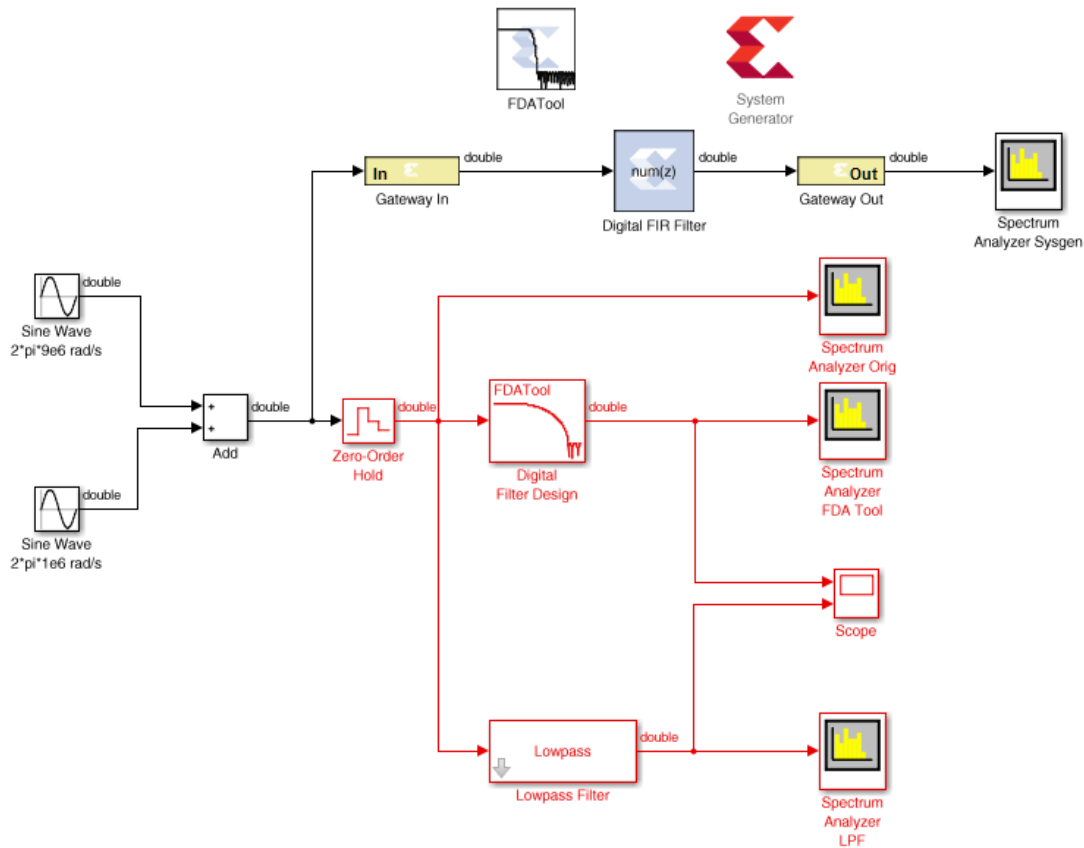 FDATool
System
Generator
double
double
double
In
num(z)
Out
Gateway In
Digital FIR Filter
Gateway Out
Spectrum
Analyzer Sysgen
double
Sine Wave
2*pi*9e6 rad/s
Spectrum
Analyzer Orig
+
+
double
Add
double
Zero-Order
Hold
FDATool
double
Digital
Filter Design
Spectrum
Analyzer
FDA Tool
double
Sine Wave
2*pi*1e6 rad/s
Scope
Lowpass
double
Lowpass Filter
Spectrum
Analyzer
LPF